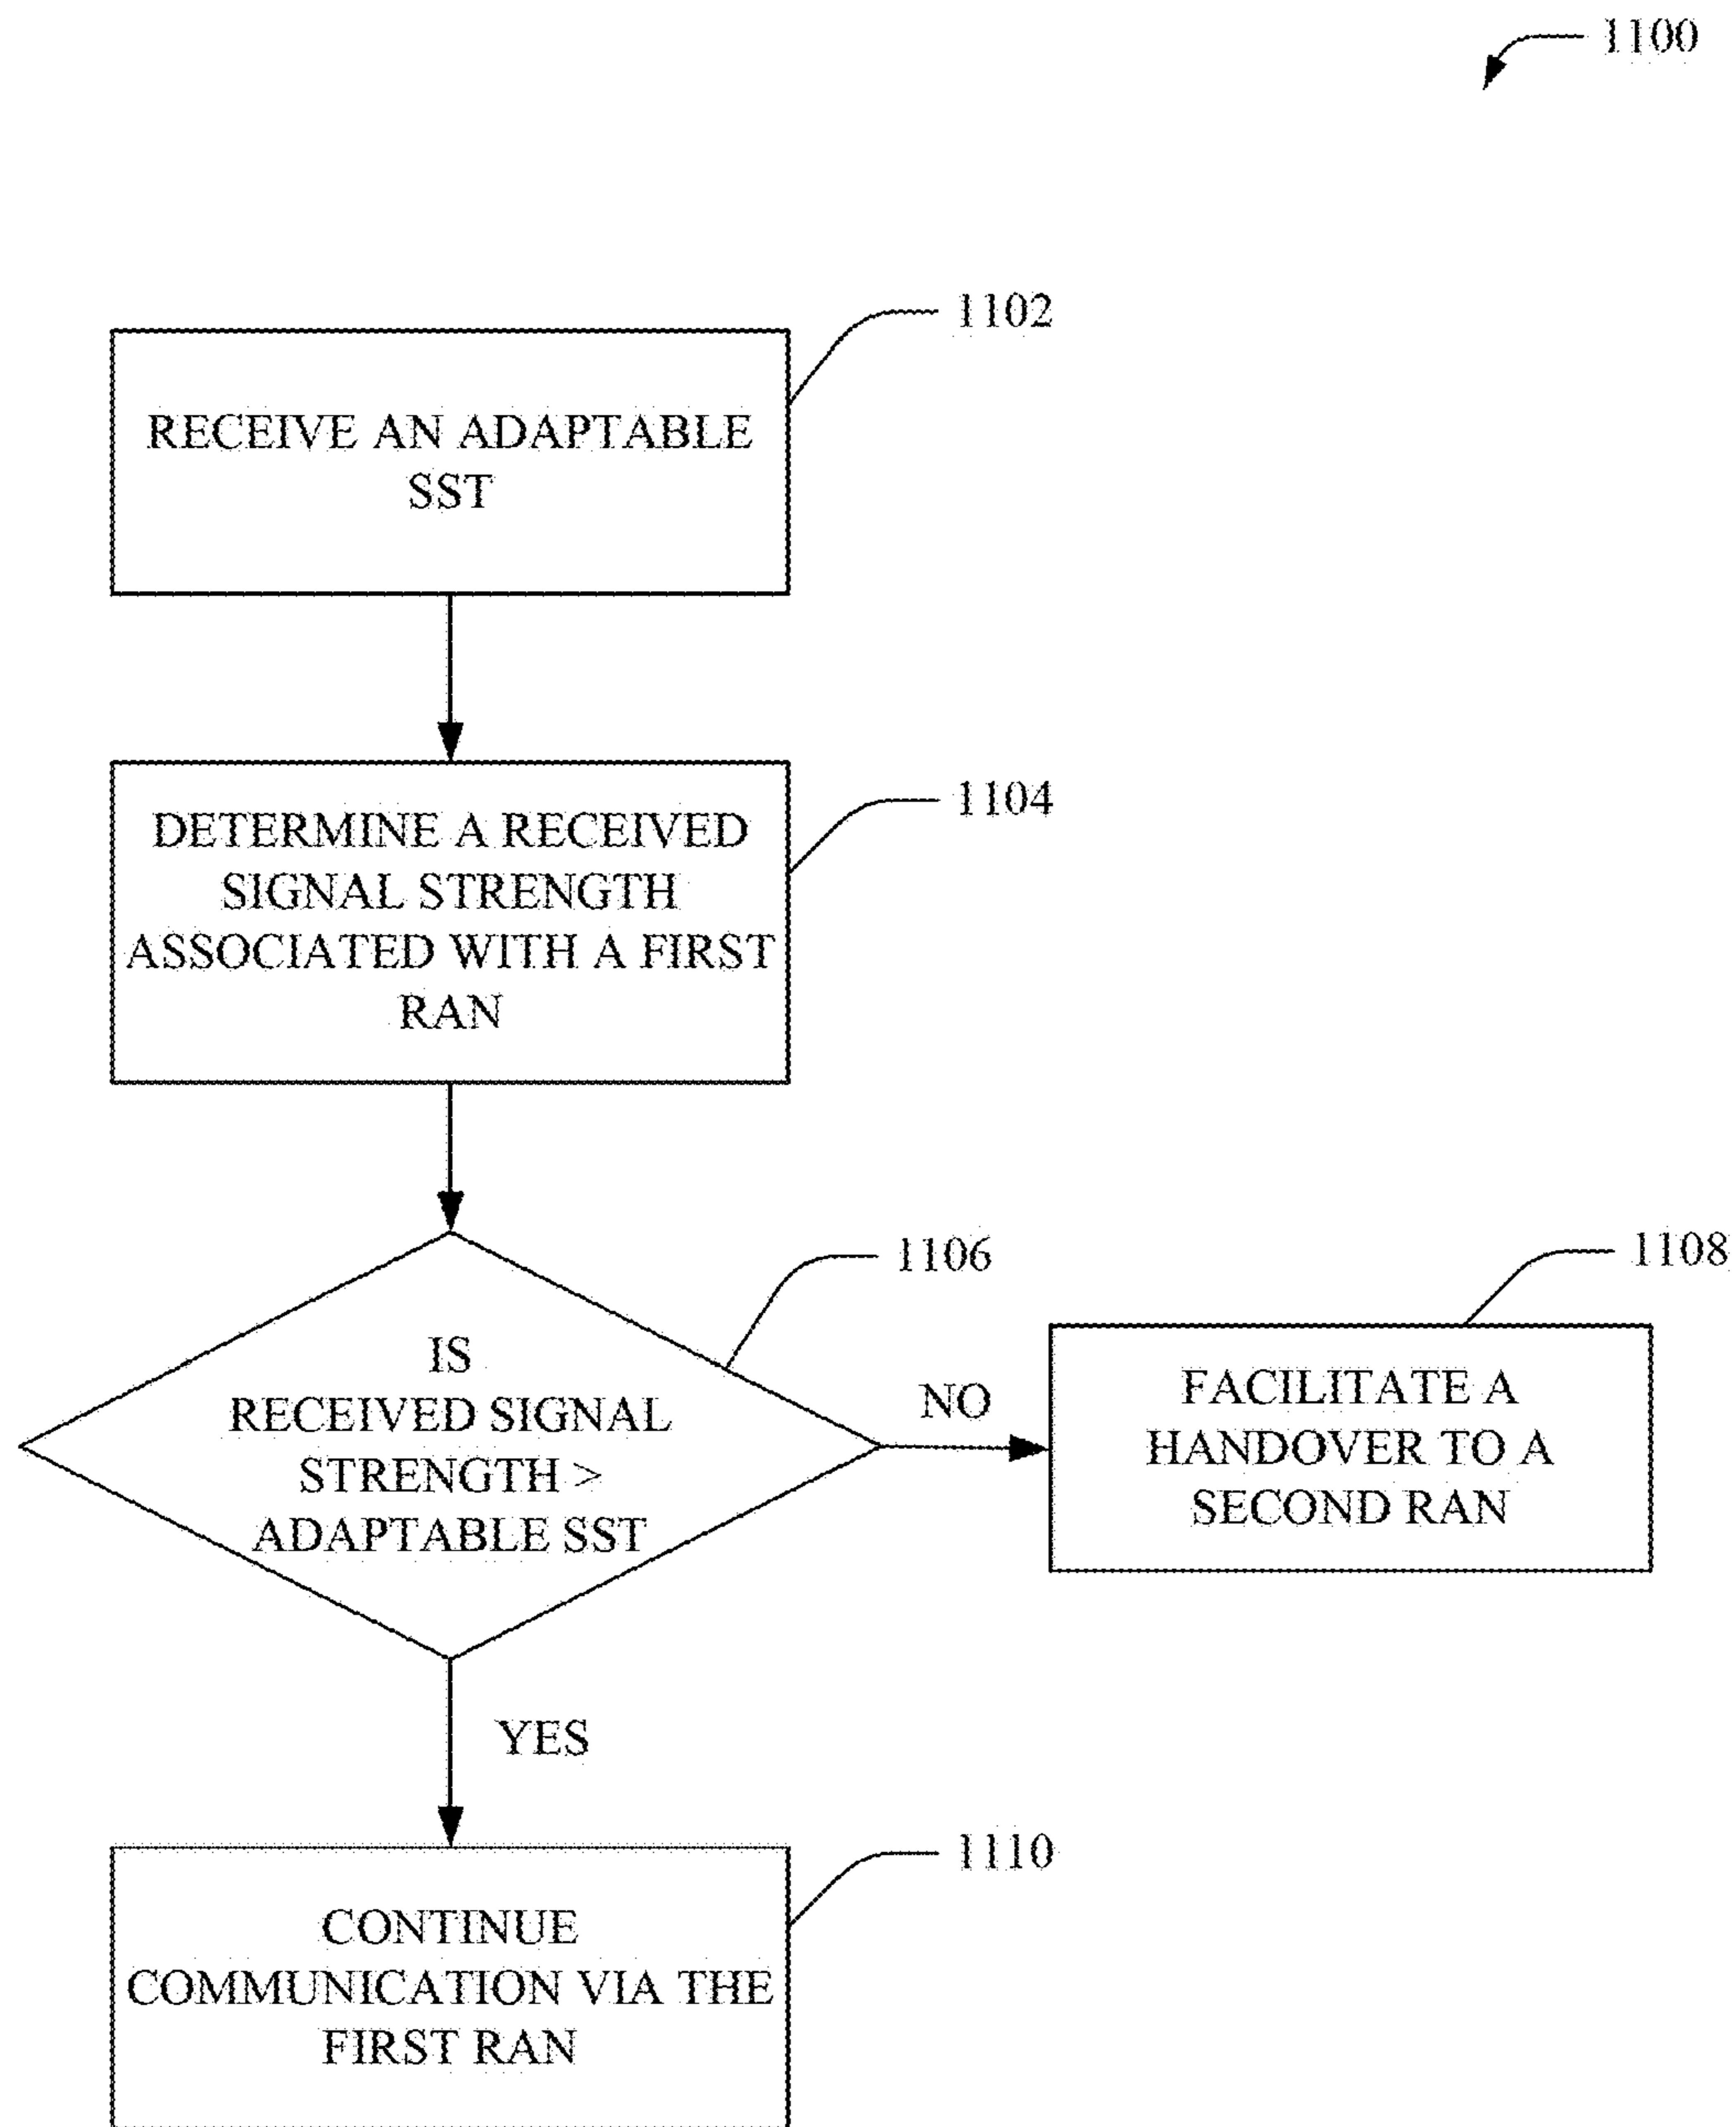 1100
1102
RECEIVE AN ADAPTABLE
SST
1104
DETERMINE A RECEIVED
SIGNAL STRENGTH
ASSOCIATED WITH A FIRST
RAN
1106
IS
RECEIVED SIGNAL
STRENGTH >
ADAPTABLE SST
NO
1108
FACILITATE A
HANDOVER TO A
SECOND RAN
YES
1110
CONTINUE
COMMUNICATION VIA THE
FIRST RAN